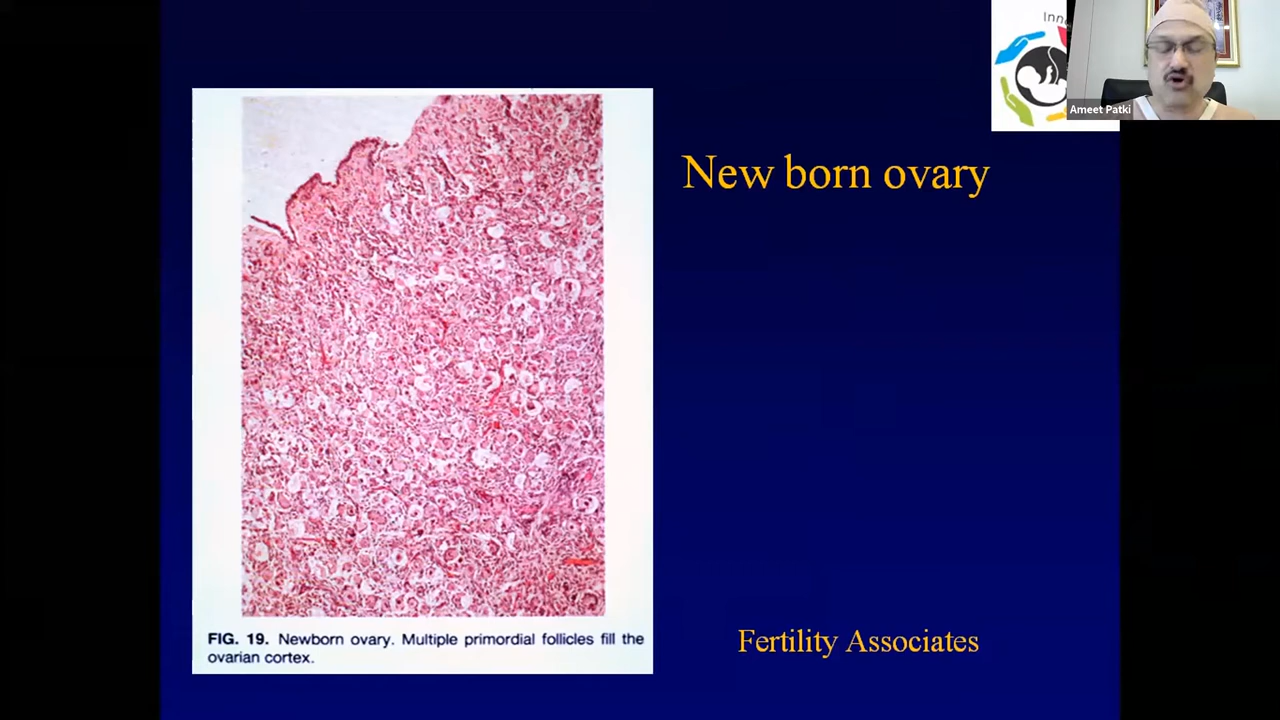 Ameet Patki
New born ovary
FIG. 19. Newborn ovary. Multiple primordial follicles fill the
ovarian cortex.
Fertility Associates